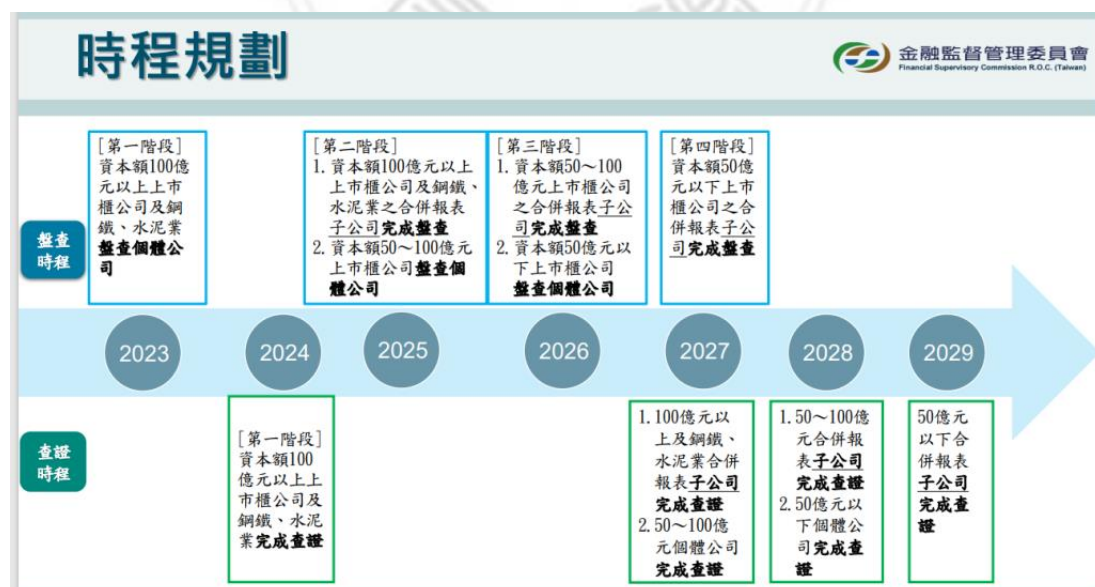 時程規劃
金融監督管理委員會
Financial Supervisory Commission R.O.C. (Taiwan)
盤查
時程
[第一階段]
資本額100億
元以上上市
櫃公司及鋼
鐵、水泥業
盤查個體公
司
[第二階段]
1. 資本額100億元以上
上市櫃公司及鋼鐵、
水泥業之合併報表
子公司完成盤查
2. 資本額50～100億元
上市櫃公司盤查個
體公司
[第三階段]
1. 資本額50～100
億元上市櫃公司
之合併報表子公
司完成盤查
2. 資本額50億元以
下上市櫃公司
盤查個體公司
[第四階段]
資本額50億
元以下上市
櫃公司之合
併報表子公
司完成盤查
2023
2024
2025
2026
2027
2028
2029
查證
時程
[第一階段]
資本額100
億元以上上
市櫃公司及
鋼鐵、水泥
業完成查證
1.100億元以
上及鋼鐵、
水泥業合併
報表子公司
完成查證
2.50～100億
元個體公司
完成查證
1.50～100億
元合併報
表子公司
完成查證
2.50億元以
下個體公
司完成查
證
50億元
以下合
併報表
子公司
完成查
證